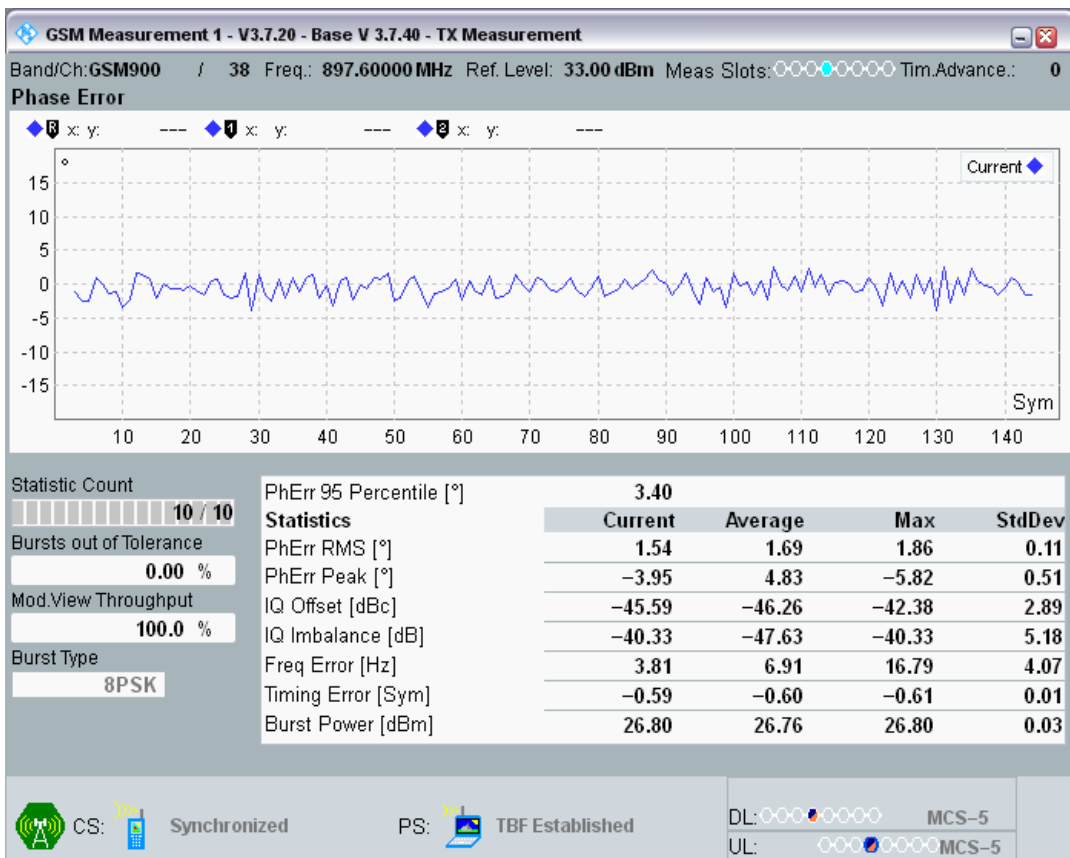 GSM Measurement 1 - V3.7.20 - Base V 3.7.40 - TX Measurement
Band/Ch:GSM900 / 38 Freq.: 897.60000 MHz Ref. Level: 33.00 dBm Meas Slots: Tim.Advance.: 0
Phase Error
R x: y: --- 1 x: y: --- 2 x: y: ---
° Current
15
10
5
0
-5
-10
-15
Sym
10 20 30 40 50 60 70 80 90 100 110 120 130 140
Statistic Count
10 / 10
Bursts out of Tolerance
0.00 %
Mod.View Throughput
100.0 %
Burst Type
8PSK
PhErr 95 Percentile [°] 3.40
Statistics Current Average Max StdDev
PhErr RMS [°] 1.54 1.69 1.86 0.11
PhErr Peak [°] −3.95 4.83 −5.82 0.51
IQ Offset [dBc] −45.59 −46.26 −42.38 2.89
IQ Imbalance [dB] −40.33 −47.63 −40.33 5.18
Freq Error [Hz] 3.81 6.91 16.79 4.07
Timing Error [Sym] −0.59 −0.60 −0.61 0.01
Burst Power [dBm] 26.80 26.76 26.80 0.03
CS: Synchronized PS: TBF Established
DL: MCS−5
UL: MCS−5